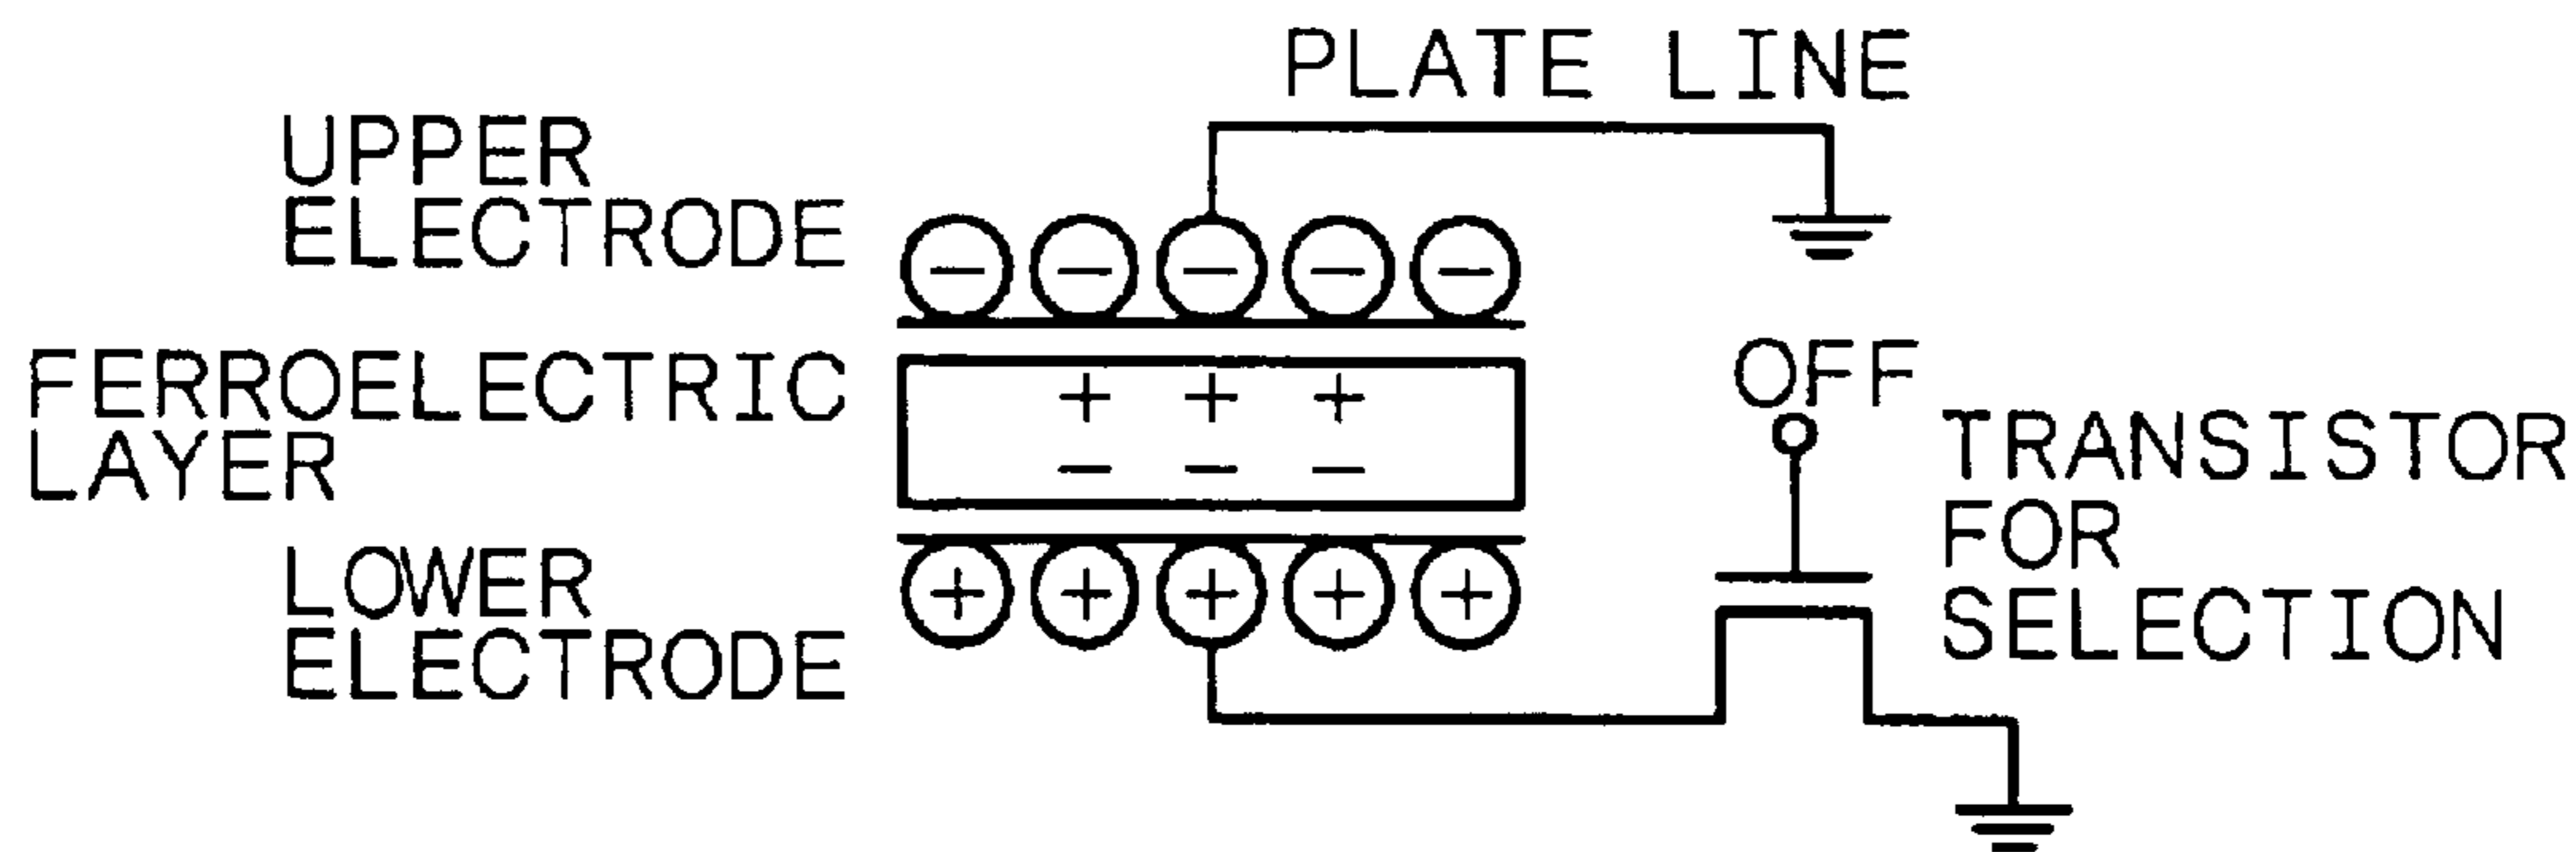 PLATE LINE
UPPER
ELECTRODE
− − − − −
FERROELECTRIC
LAYER
+ + +
− − −
OFF
TRANSISTOR
FOR
SELECTION
LOWER
ELECTRODE
+ + + + +